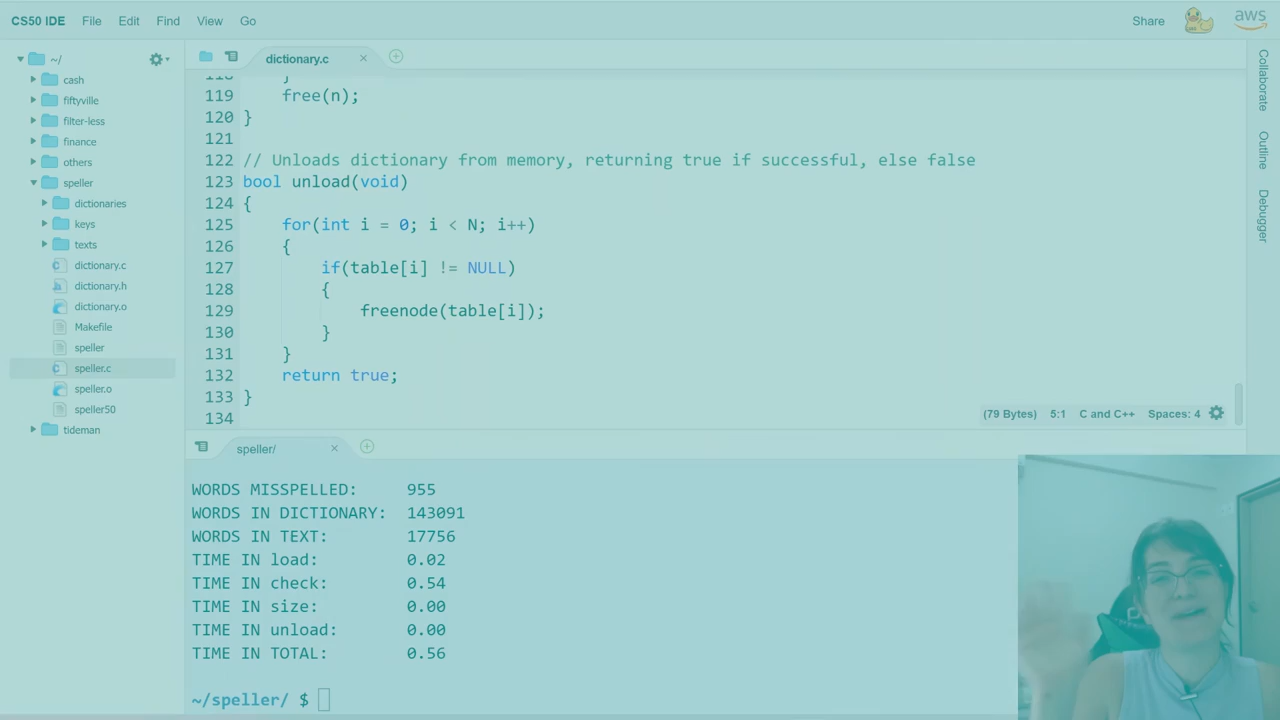 CS50 IDE File Edit Find View Go Share aws
~/
cash
fiftyville
filter-less
finance
others
speller
dictionaries
keys
texts
dictionary.c
dictionary.h
dictionary.o
Makefile
speller
speller.c
speller.o
speller50
tideman
dictionary.c
118 }
119 free(n);
120 }
121
122 // Unloads dictionary from memory, returning true if successful, else false
123 bool unload(void)
124 {
125 for(int i = 0; i < N; i++)
126 {
127 if(table[i] != NULL)
128 {
129 freenode(table[i]);
130 }
131 }
132 return true;
133 }
134
(79 Bytes) 5:1 C and C++ Spaces: 4
speller/
WORDS MISSPELLED: 955
WORDS IN DICTIONARY: 143091
WORDS IN TEXT: 17756
TIME IN load: 0.02
TIME IN check: 0.54
TIME IN size: 0.00
TIME IN unload: 0.00
TIME IN TOTAL: 0.56
~/speller/ $
Collaborate
Outline
Debugger